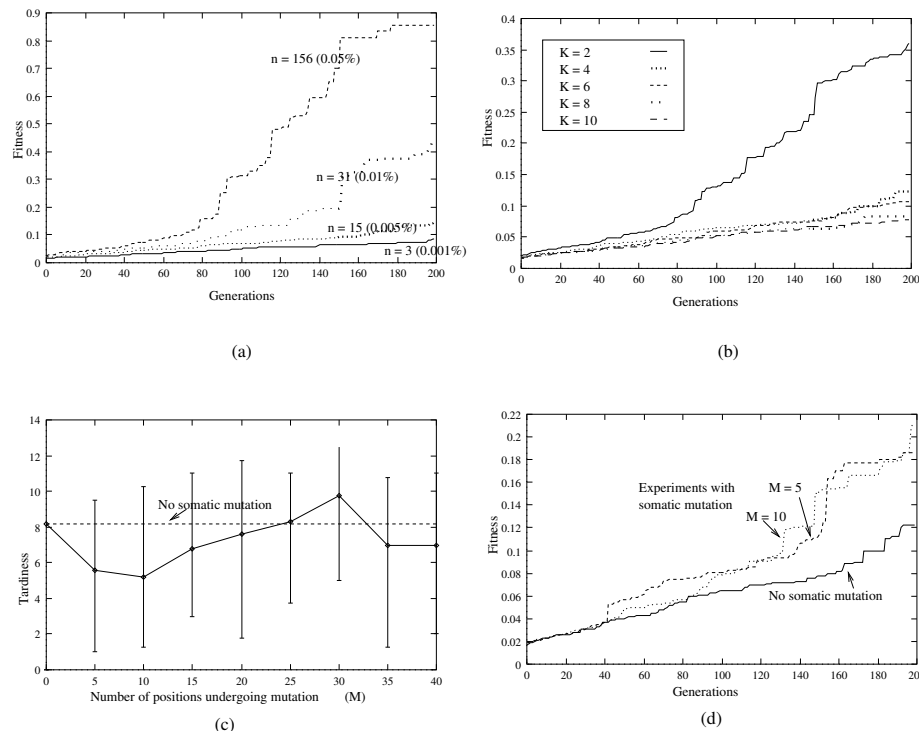 0.9
0.8
0.7
0.6
0.5
0.4
0.3
0.2
0.1
0
Fitness
n = 156 (0.05%)
n = 31 (0.01%)
n = 15 (0.005%)
n = 3 (0.001%)
0 20 40 60 80 100 120 140 160 180 200
Generations
(a)
0.4
0.35
0.3
0.25
0.2
0.15
0.1
0.05
0
Fitness
K = 2
K = 4
K = 6
K = 8
K = 10
0 20 40 60 80 100 120 140 160 180 200
Generations
(b)
14
12
10
8
6
4
2
0
Tardiness
No somatic mutation
0 5 10 15 20 25 30 35 40
Number of positions undergoing mutation (M)
(c)
0.22
0.2
0.18
0.16
0.14
0.12
0.1
0.08
0.06
0.04
0.02
0
Fitness
Experiments with
somatic mutation
M = 5
M = 10
No somatic mutation
0 20 40 60 80 100 120 140 160 180 20
Generations
(d)